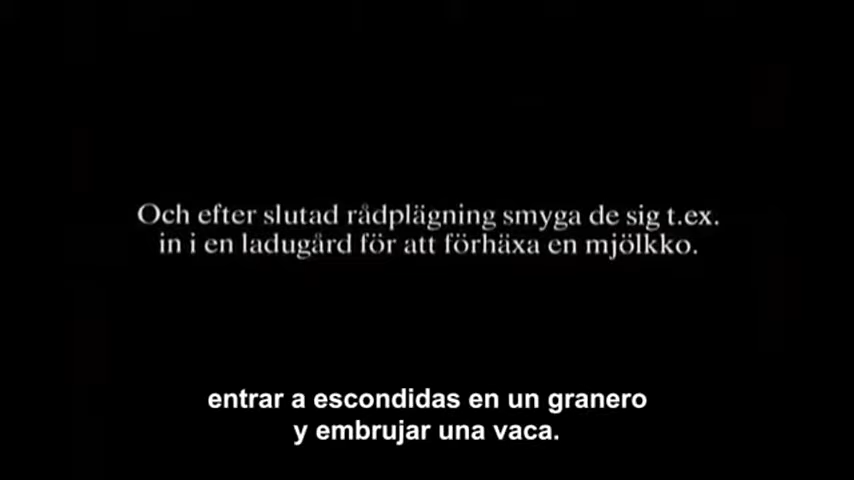 Och efter slutad rådplägning smyga de sig t.ex.
in i en ladugård för att förhäxa en mjölkko.
entrar a escondidas en un granero
y embrujar una vaca.